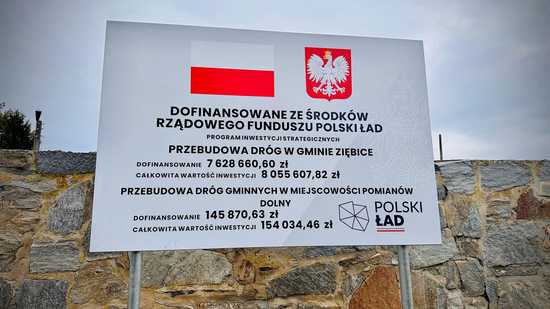 DOFINANSOWANE ZE ŚRODKÓW
RZĄDOWEGO FUNDUSZU POLSKI ŁAD
PROGRAM INWESTYCJI STRATEGICZNYCH
PRZEBUDOWA DRÓG W GMINIE ZIĘBICE
DOFINANSOWANIE 7 628 660,60 zł
CAŁKOWITA WARTOŚĆ INWESTYCJI 8 055 607,82 zł
PRZEBUDOWA DRÓG GMINNYCH W MIEJSCOWOŚCI POMIANÓW
DOLNY
DOFINANSOWANIE 145 870,63 zł
CAŁKOWITA WARTOŚĆ INWESTYCJI 154 034,46 zł
POLSKI
ŁAD